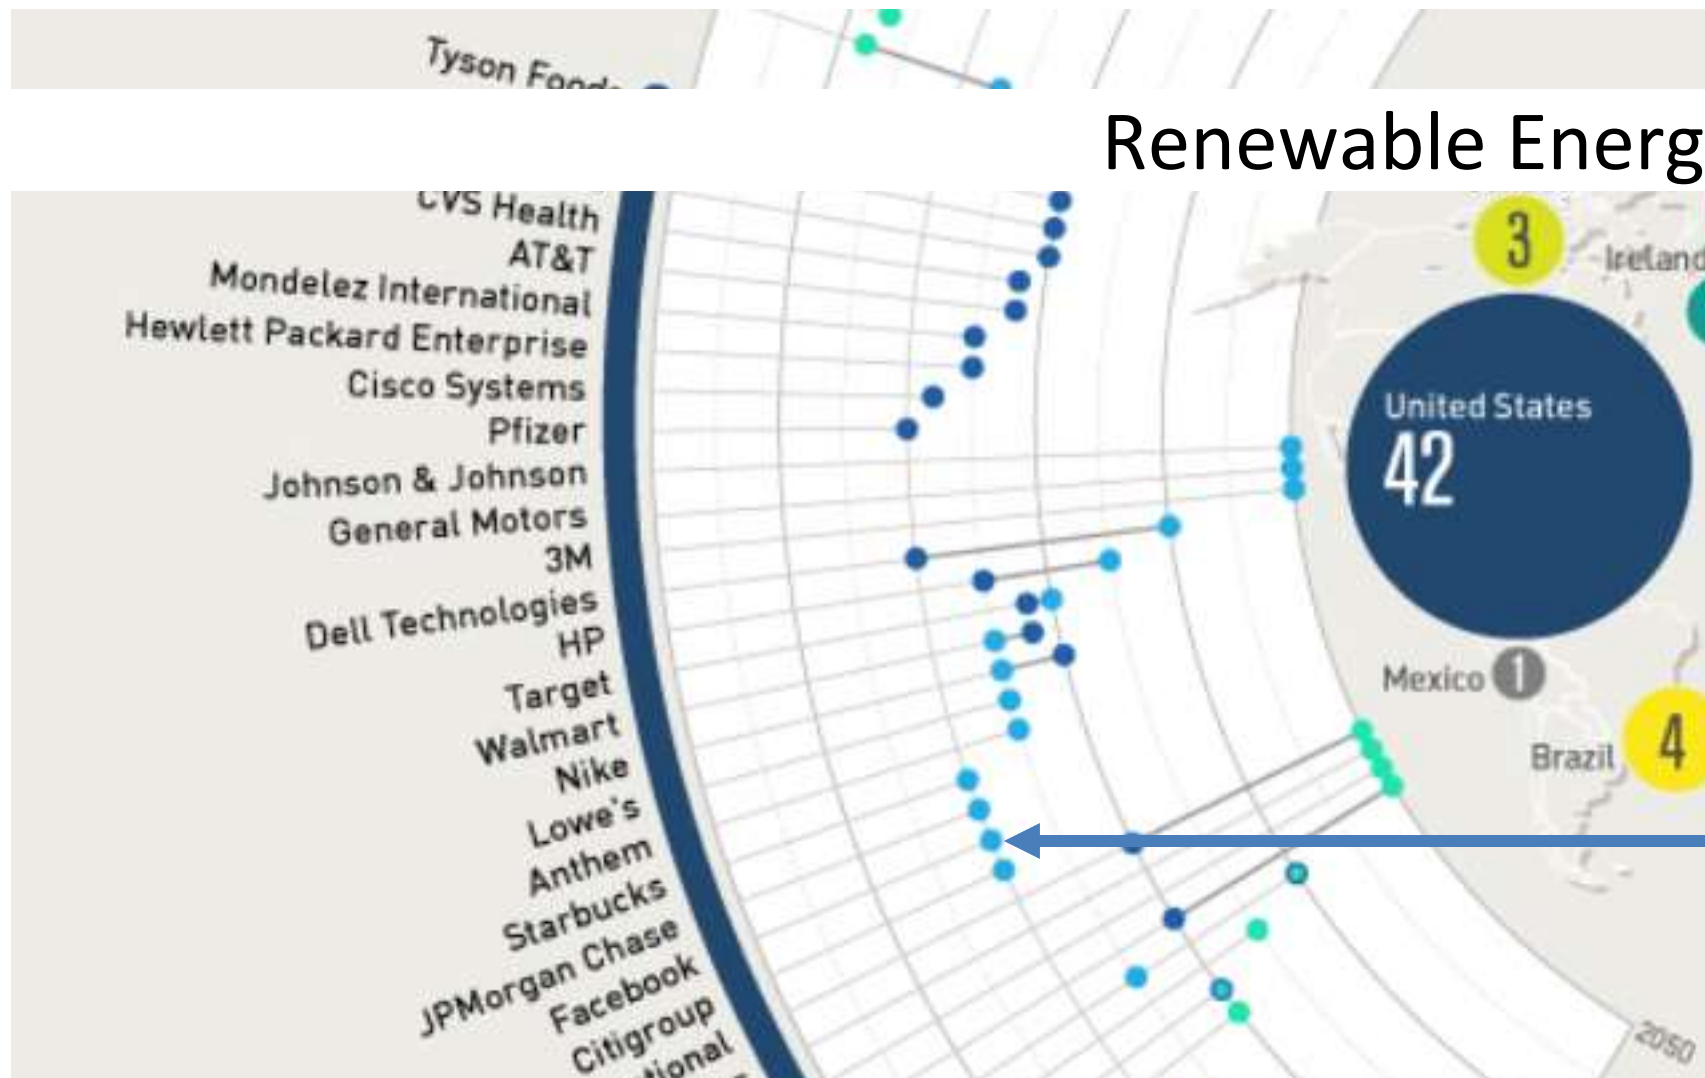 Tyson Foods
Renewable Energ
CVS Health
AT&T
Mondelez International
Hewlett Packard Enterprise
Cisco Systems
Pfizer
Johnson & Johnson
General Motors
3M
Dell Technologies
HP
Target
Walmart
Nike
Lowe's
Anthem
Starbucks
JPMorgan Chase
Facebook
Citigroup
tional
3
Ireland
United States
42
Mexico 1
Brazil 4
2050